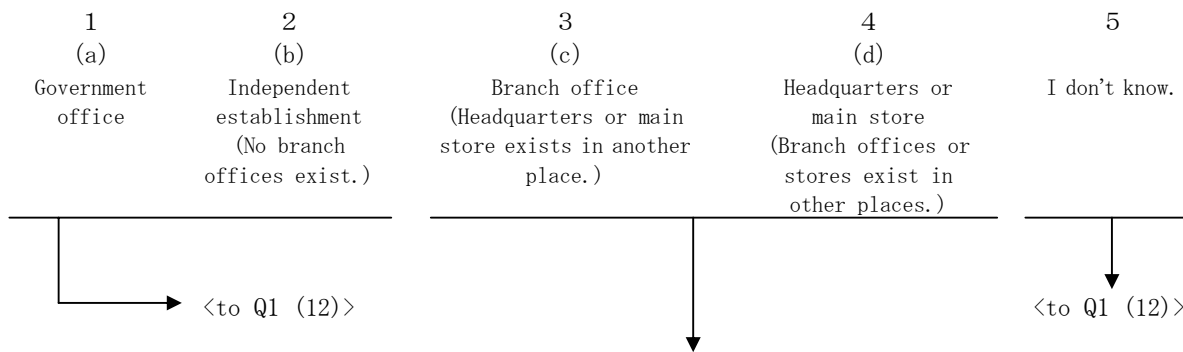 １ ２ ３ ４ ５
(a) (b) (c) (d)
Government Independent Branch office Headquarters or I don't know.
office establishment (Headquarters or main main store
(No branch store exists in another (Branch offices or
offices exist.) place.) stores exist in
other places.)
<to Q1 (12)> <to Q1 (12)>